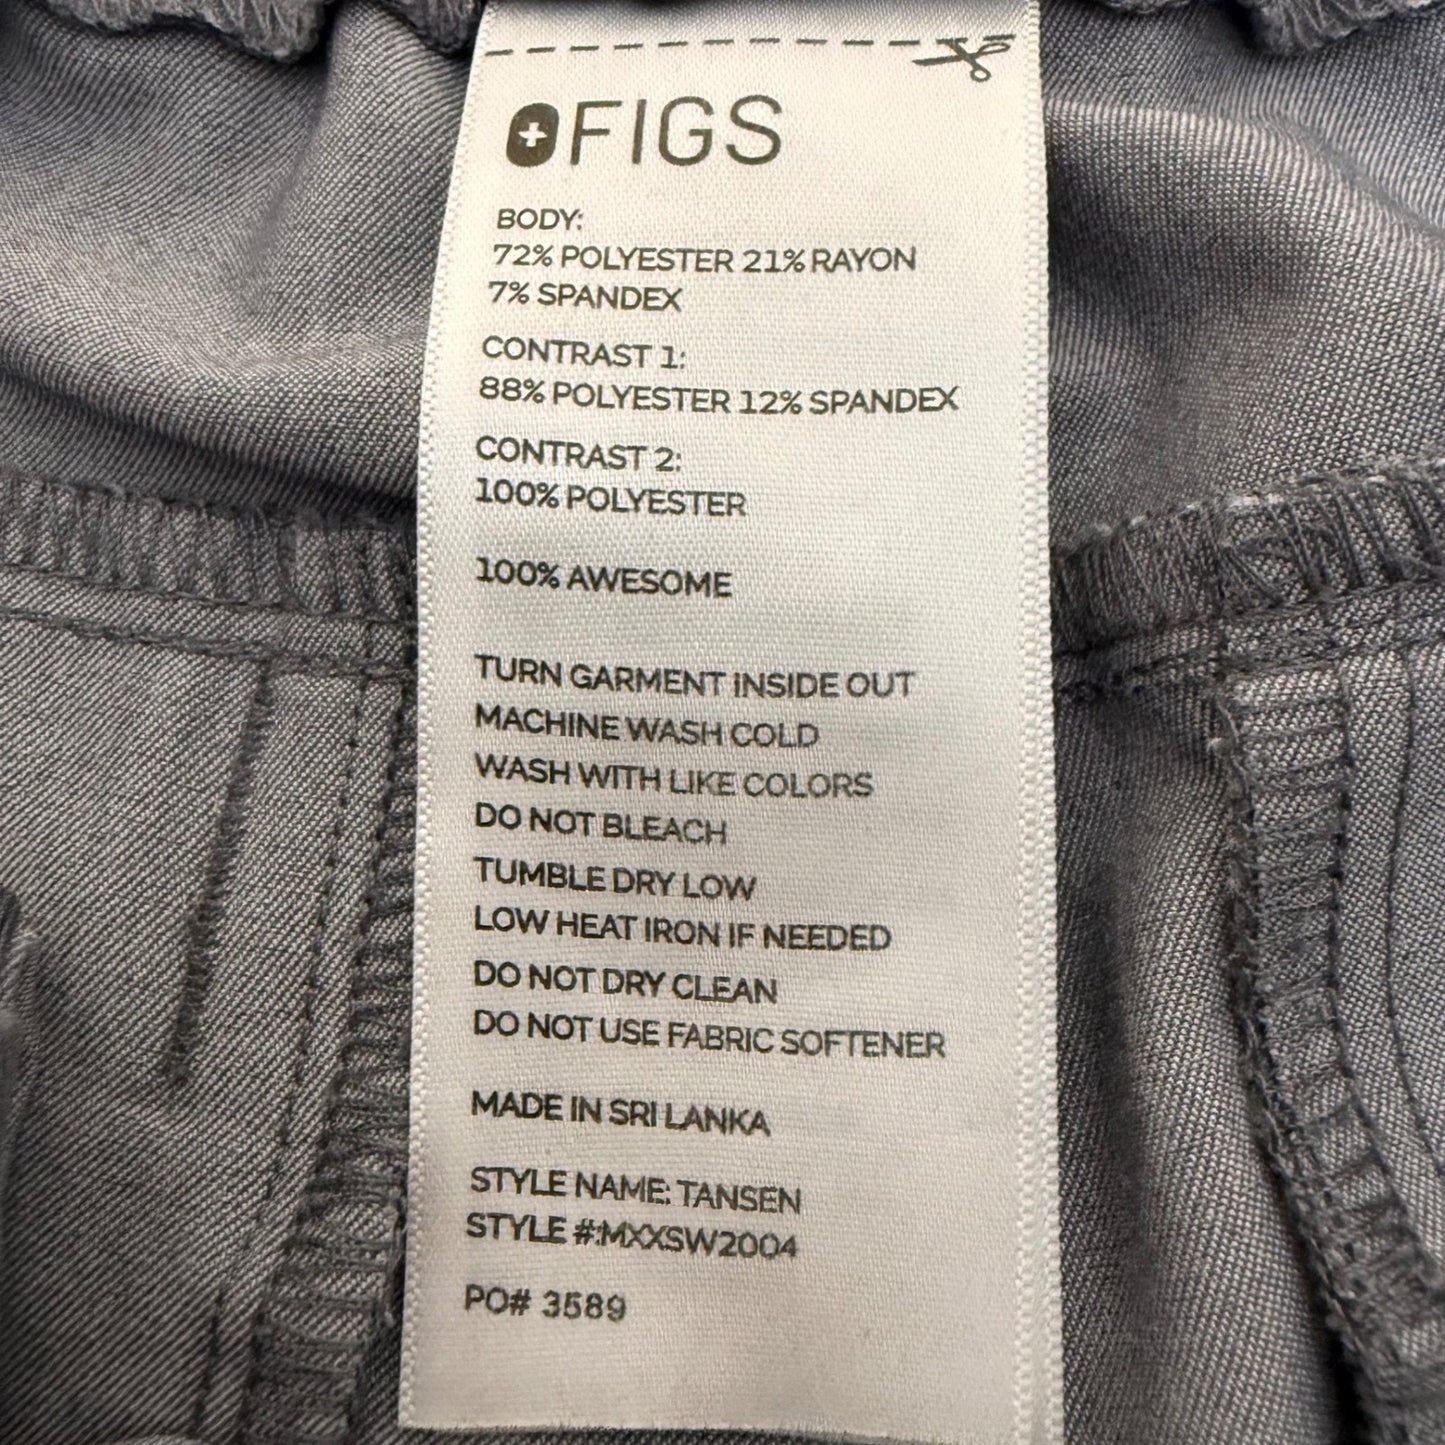 FIGS
BODY:
72% POLYESTER 21% RAYON
7% SPANDEX
CONTRAST 1:
88% POLYESTER 12% SPANDEX
CONTRAST 2:
100% POLYESTER
100% AWESOME
TURN GARMENT INSIDE OUT
MACHINE WASH COLD
WASH WITH LIKE COLORS
DO NOT BLEACH
TUMBLE DRY LOW
LOW HEAT IRON IF NEEDED
DO NOT DRY CLEAN
DO NOT USE FABRIC SOFTENER
MADE IN SRI LANKA
STYLE NAME: TANSEN
STYLE #:MXXSW2004
PO# 3589